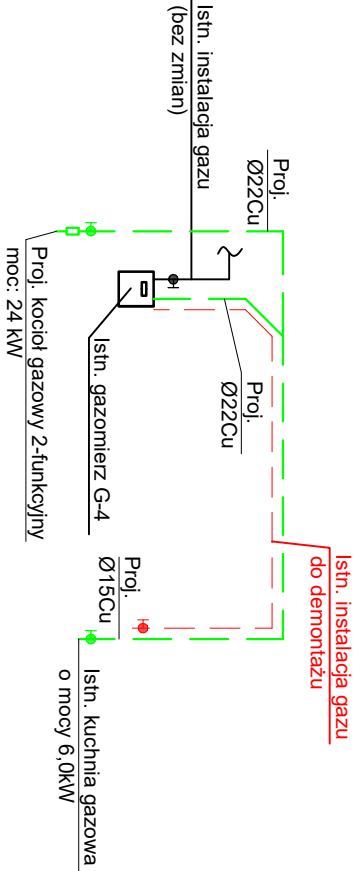 Istn. instalacja gazu
(bez zmian)
Proj.
Ø22Cu
Proj. kocioł gazowy 2-funkcyjny
moc: 24 kW
Istn. gazomierz G-4
Proj.
Ø22Cu
Istn. instalacja gazu
do demontażu
Proj.
Ø15Cu
Istn. kuchnia gazowa
o mocy 6,0kW